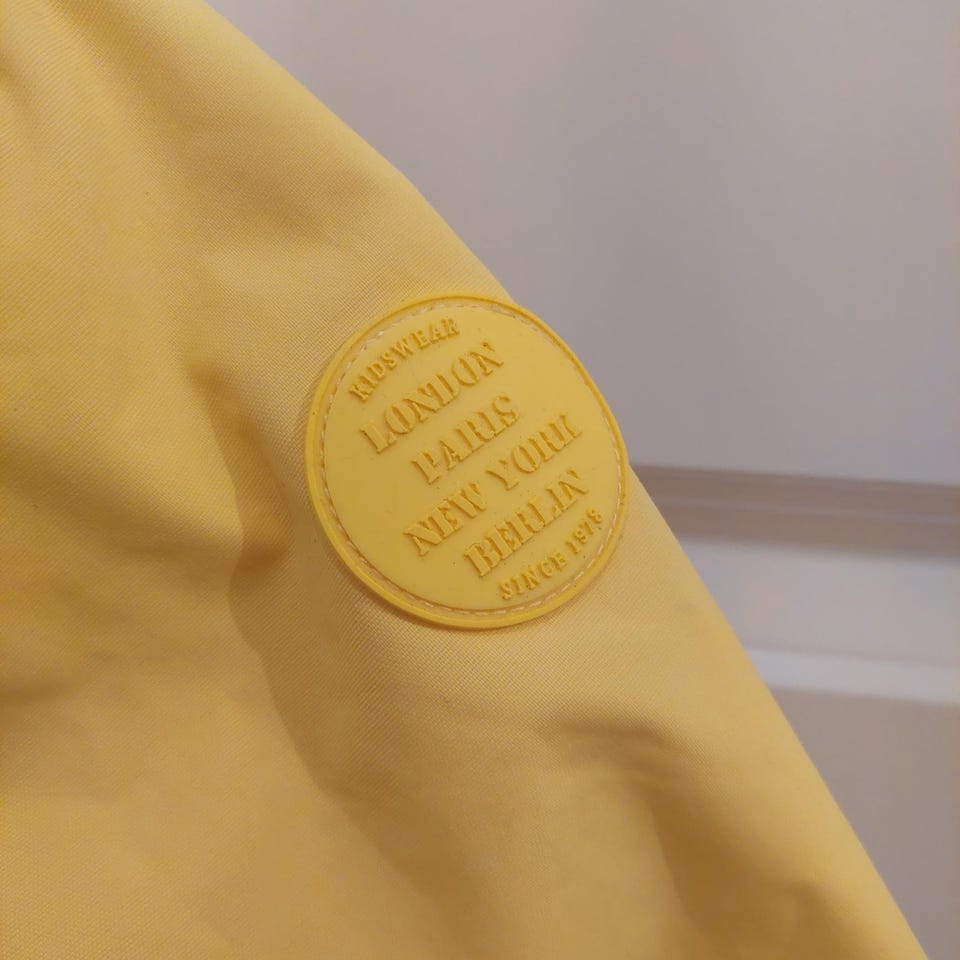 KIDSWEAR
LONDON
PARIS
NEW YORK
BERLIN
SINCE 1978